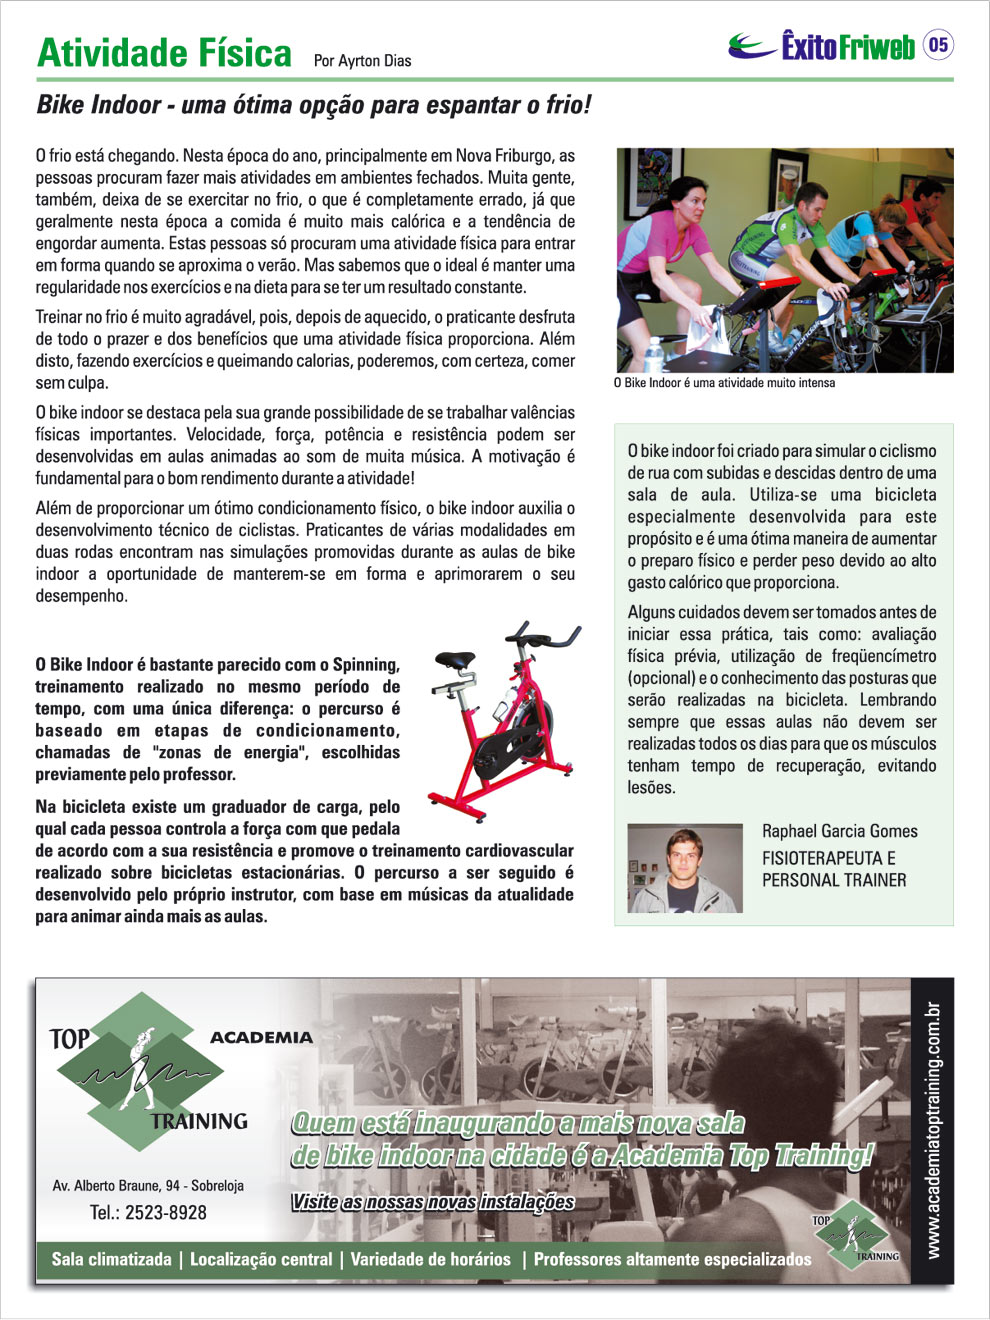 Atividade Física Por Ayrton Dias
ÊxitoFriweb 05
Bike Indoor - uma ótima opção para espantar o frio!
O frio está chegando. Nesta época do ano, principalmente em Nova Friburgo, as
pessoas procuram fazer mais atividades em ambientes fechados. Muita gente,
também, deixa de se exercitar no frio, o que é completamente errado, já que
geralmente nesta época a comida é muito mais calórica e a tendência de
engordar aumenta. Estas pessoas só procuram uma atividade física para entrar
em forma quando se aproxima o verão. Mas sabemos que o ideal é manter uma
regularidade nos exercícios e na dieta para se ter um resultado constante.
Treinar no frio é muito agradável, pois, depois de aquecido, o praticante desfruta
de todo o prazer e dos benefícios que uma atividade física proporciona. Além
disto, fazendo exercícios e queimando calorias, poderemos, com certeza, comer
sem culpa.
O bike indoor se destaca pela sua grande possibilidade de se trabalhar valências
físicas importantes. Velocidade, força, potência e resistência podem ser
desenvolvidas em aulas animadas ao som de muita música. A motivação é
fundamental para o bom rendimento durante a atividade!
Além de proporcionar um ótimo condicionamento físico, o bike indoor auxilia o
desenvolvimento técnico de ciclistas. Praticantes de várias modalidades em
duas rodas encontram nas simulações promovidas durante as aulas de bike
indoor a oportunidade de manterem-se em forma e aprimorarem o seu
desempenho.
O Bike Indoor é bastante parecido com o Spinning,
treinamento realizado no mesmo período de
tempo, com uma única diferença: o percurso é
baseado em etapas de condicionamento,
chamadas de "zonas de energia", escolhidas
previamente pelo professor.
Na bicicleta existe um graduador de carga, pelo
qual cada pessoa controla a força com que pedala
de acordo com a sua resistência e promove o treinamento cardiovascular
realizado sobre bicicletas estacionárias. O percurso a ser seguido é
desenvolvido pelo próprio instrutor, com base em músicas da atualidade
para animar ainda mais as aulas.
O Bike Indoor é uma atividade muito intensa
O bike indoor foi criado para simular o ciclismo
de rua com subidas e descidas dentro de uma
sala de aula. Utiliza-se uma bicicleta
especialmente desenvolvida para este
propósito e é uma ótima maneira de aumentar
o preparo físico e perder peso devido ao alto
gasto calórico que proporciona.
Alguns cuidados devem ser tomados antes de
iniciar essa prática, tais como: avaliação
física prévia, utilização de freqüencímetro
(opcional) e o conhecimento das posturas que
serão realizadas na bicicleta. Lembrando
sempre que essas aulas não devem ser
realizadas todos os dias para que os músculos
tenham tempo de recuperação, evitando
lesões.
Raphael Garcia Gomes
FISIOTERAPEUTA E
PERSONAL TRAINER
TOP ACADEMIA
TRAINING
Quem está inaugurando a mais nova sala
de bike indoor na cidade é a Academia Top Training!
Av. Alberto Braune, 94 - Sobreloja
Tel.: 2523-8928
Visite as nossas novas instalações
TOP
TRAINING
Sala climatizada | Localização central | Variedade de horários | Professores altamente especializados
www.academiatoptraining.com.br